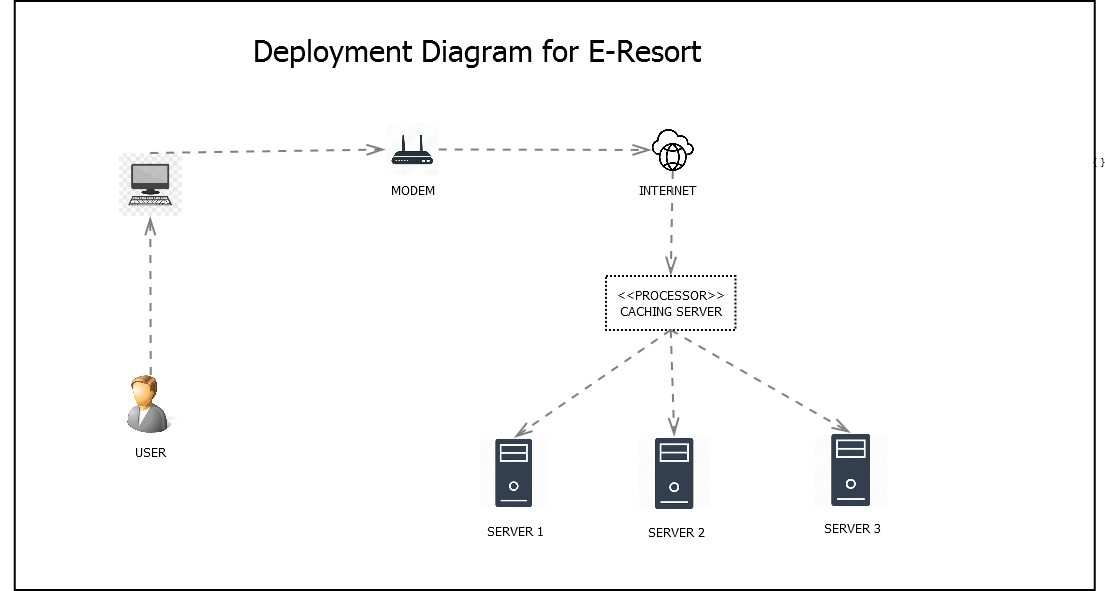 Deployment Diagram for E-Resort
MODEM
INTERNET
{ }
<<PROCESSOR>>
CACHING SERVER
USER
SERVER 1
SERVER 2
SERVER 3